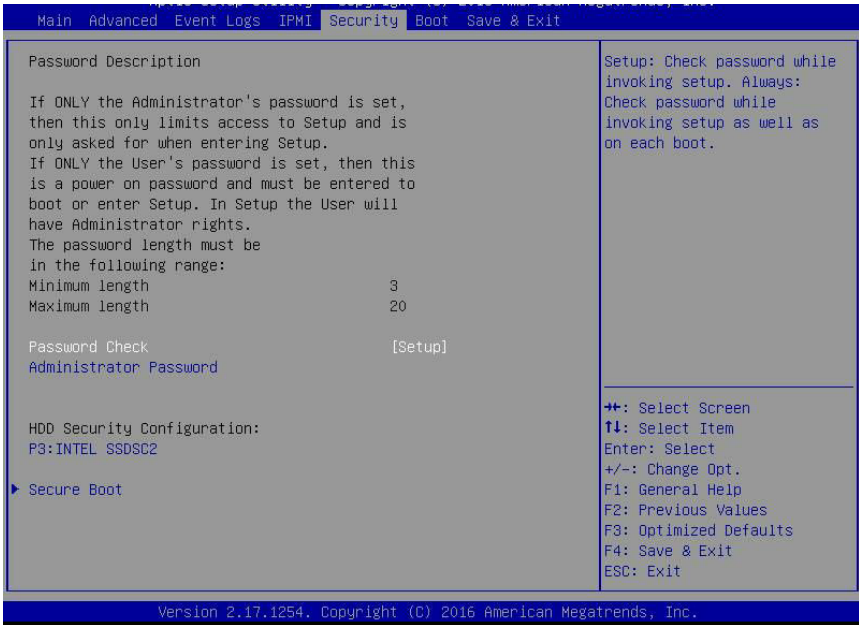 Main Advanced Event Logs IPMI Security Boot Save & Exit
Password Description
If ONLY the Administrator's password is set,
then this only limits access to Setup and is
only asked for when entering Setup.
If ONLY the User's password is set, then this
is a power on password and must be entered to
boot or enter Setup. In Setup the User will
have Administrator rights.
The password length must be
in the following range:
Minimum length 3
Maximum length 20
Password Check [Setup]
Administrator Password
HDD Security Configuration:
P3:INTEL SSDSC2
Secure Boot
Setup: Check password while
invoking setup. Always:
Check password while
invoking setup as well as
on each boot.
→←: Select Screen
↑↓: Select Item
Enter: Select
+/-: Change Opt.
F1: General Help
F2: Previous Values
F3: Optimized Defaults
F4: Save & Exit
ESC: Exit
Version 2.17.1254. Copyright (C) 2016 American Megatrends, Inc.